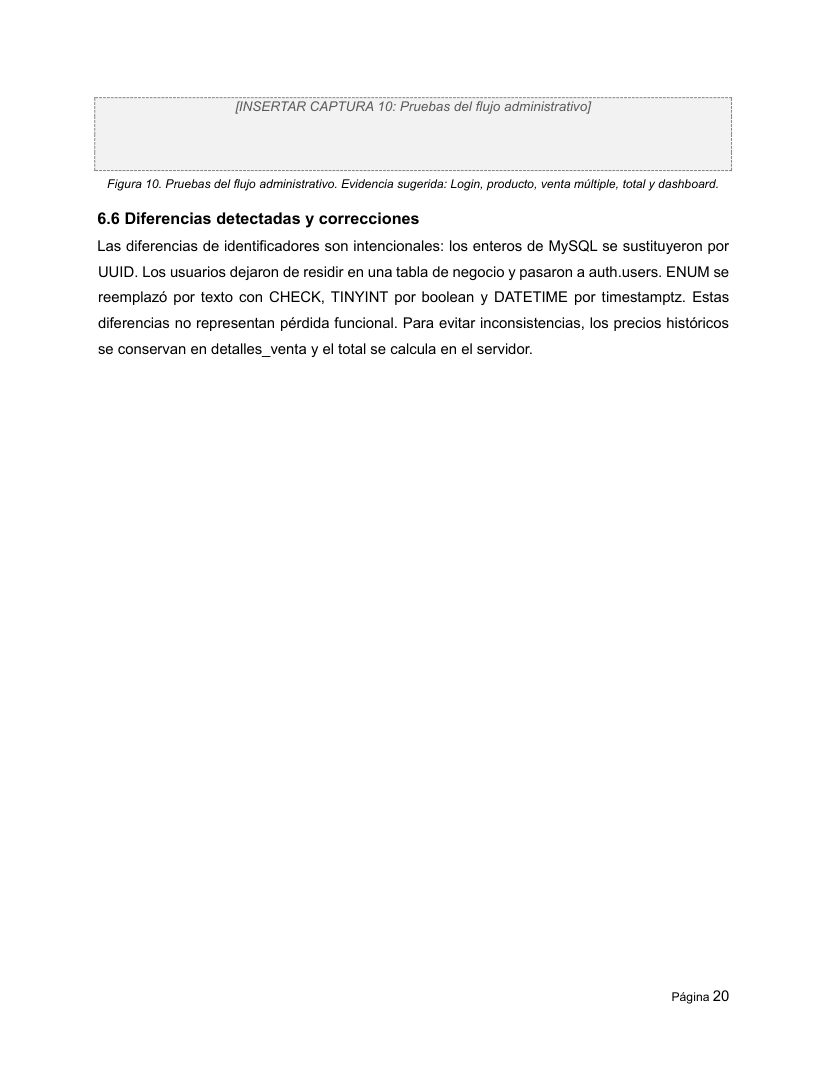 [INSERTAR CAPTURA 10: Pruebas del flujo administrativo]
Figura 10. Pruebas del flujo administrativo. Evidencia sugerida: Login, producto, venta múltiple, total y dashboard.
6.6 Diferencias detectadas y correcciones
Las diferencias de identificadores son intencionales: los enteros de MySQL se sustituyeron por
UUID. Los usuarios dejaron de residir en una tabla de negocio y pasaron a auth.users. ENUM se
reemplazó por texto con CHECK, TINYINT por boolean y DATETIME por timestamptz. Estas
diferencias no representan pérdida funcional. Para evitar inconsistencias, los precios históricos
se conservan en detalles_venta y el total se calcula en el servidor.
Página 20